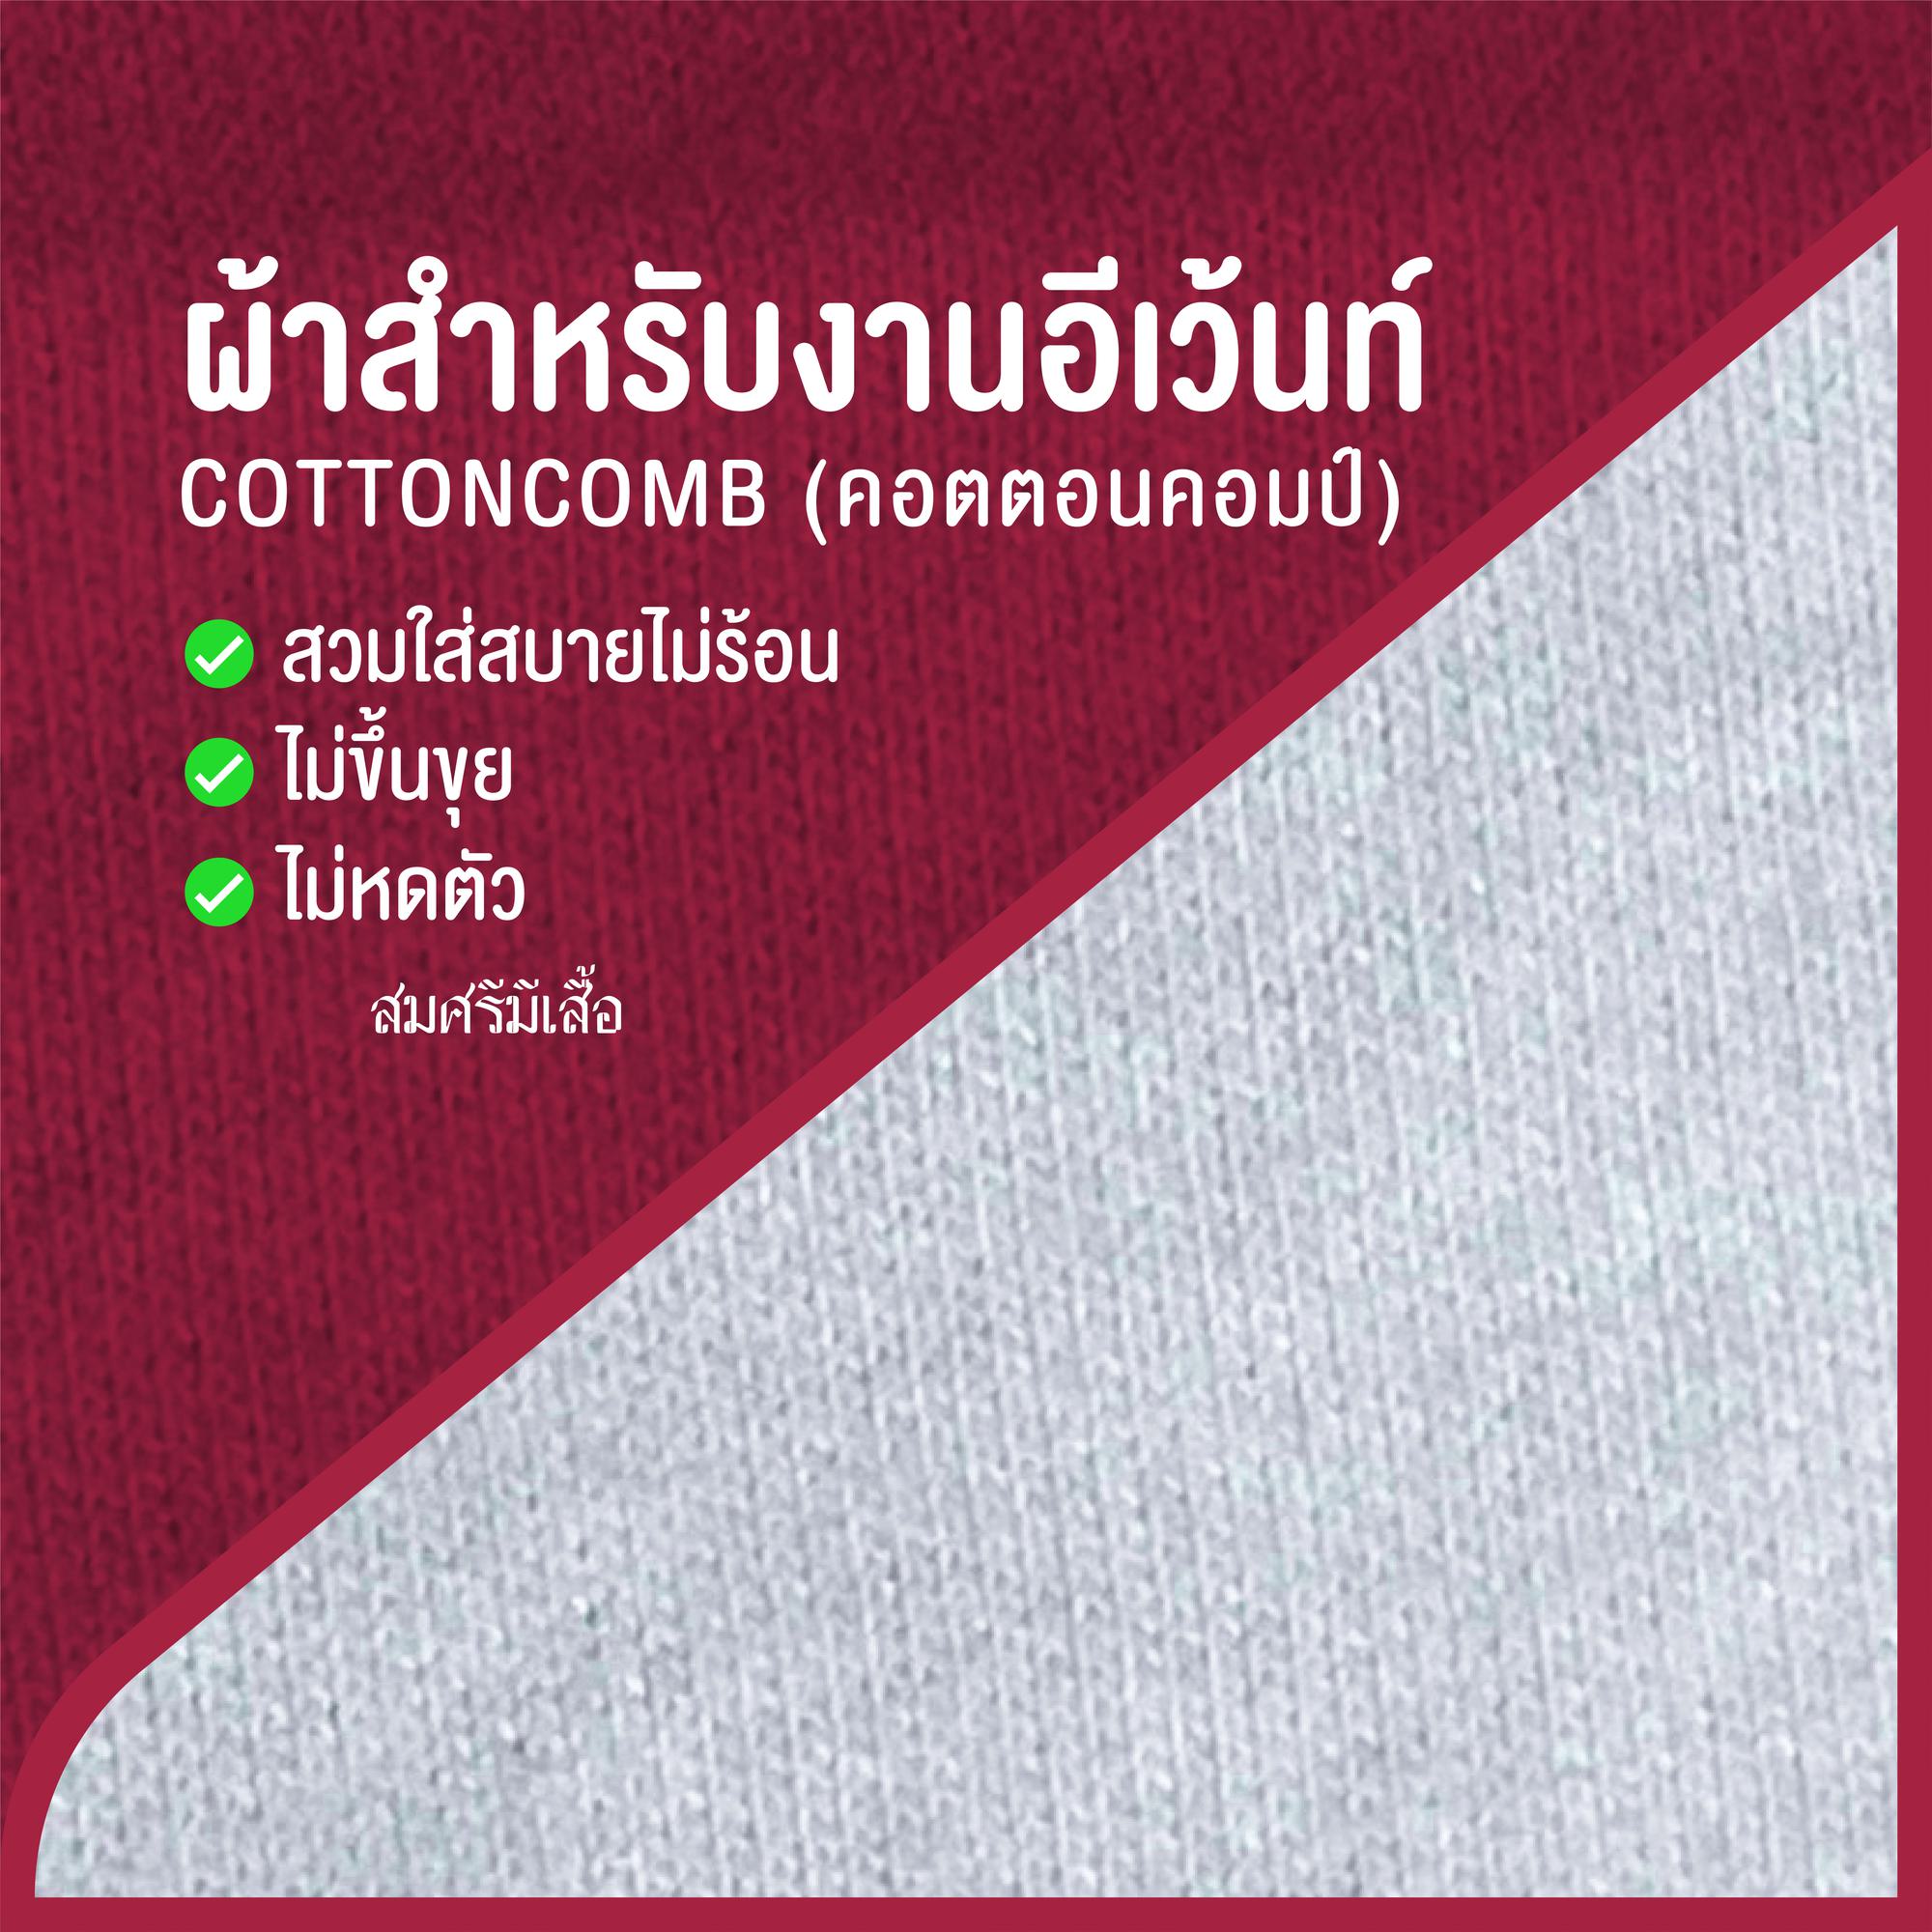 ผ้าสำหรับงานอีเว้นท์
COTTONCOMB (คอตตอนคอมป์)
สวมใส่สบายไม่ร้อน
ไม่ขึ้นขุย
ไม่หดตัว
สมศรีมีเสื้อ